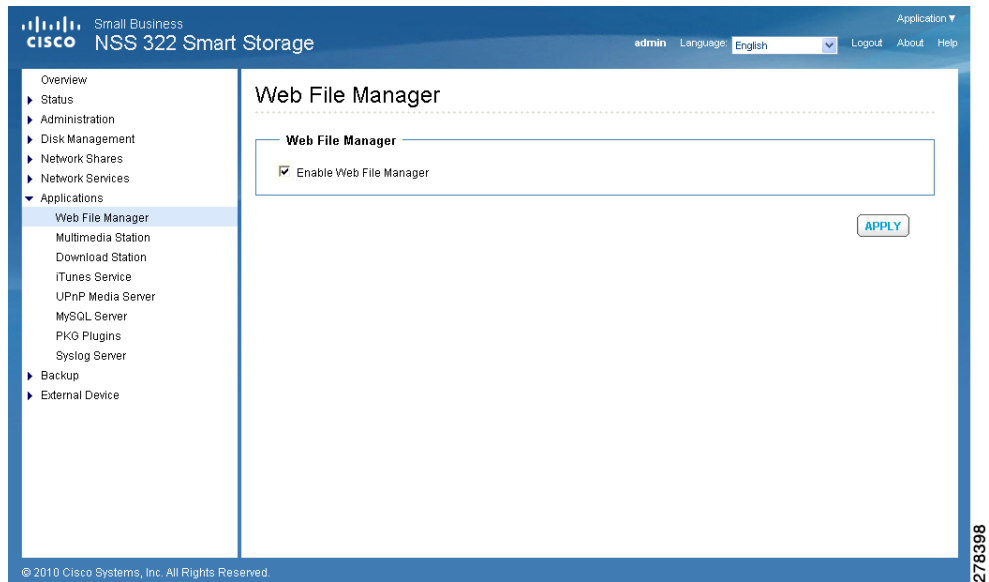 Small Business
CISCO NSS 322 Smart Storage
Application ▼
admin Language: English Logout About Help
Overview
Status
Administration
Disk Management
Network Shares
Network Services
Applications
Web File Manager
Multimedia Station
Download Station
iTunes Service
UPnP Media Server
MySQL Server
PKG Plugins
Syslog Server
Backup
External Device
Web File Manager
Web File Manager
Enable Web File Manager
APPLY
© 2010 Cisco Systems, Inc. All Rights Reserved.
278398